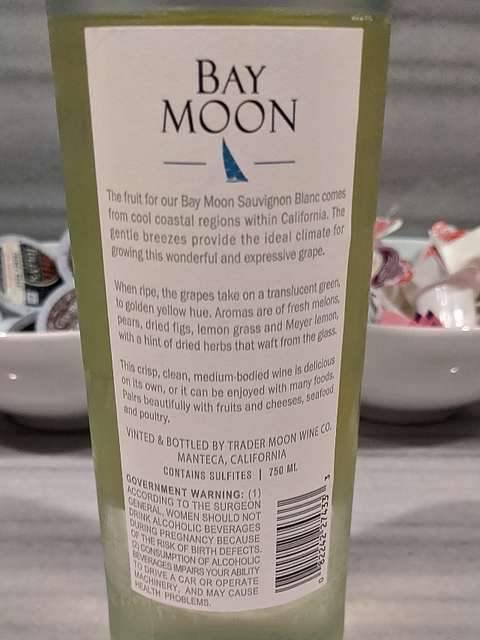 BAY
MOON
The fruit for our Bay Moon Sauvignon Blanc comes
from cool coastal regions within California. The
gentle breezes provide the ideal climate for
growing this wonderful and expressive grape.
When ripe, the grapes take on a translucent green,
to golden yellow hue. Aromas are of fresh melons,
pears, dried figs, lemon grass and Meyer lemon,
with a hint of dried herbs that waft from the glass.
This crisp, clean, medium-bodied wine is delicious
on its own, or it can be enjoyed with many foods.
Pairs beautifully with fruits and cheeses, seafood
and poultry.
VINTED & BOTTLED BY TRADER MOON WINE CO.
MANTECA, CALIFORNIA
CONTAINS SULFITES | 750 ML
GOVERNMENT WARNING: (1)
ACCORDING TO THE SURGEON
GENERAL, WOMEN SHOULD NOT
DRINK ALCOHOLIC BEVERAGES
DURING PREGNANCY BECAUSE
OF THE RISK OF BIRTH DEFECTS.
(2) CONSUMPTION OF ALCOHOLIC
BEVERAGES IMPAIRS YOUR ABILITY
TO DRIVE A CAR OR OPERATE
MACHINERY, AND MAY CAUSE
HEALTH PROBLEMS.
0 82242 27433 3